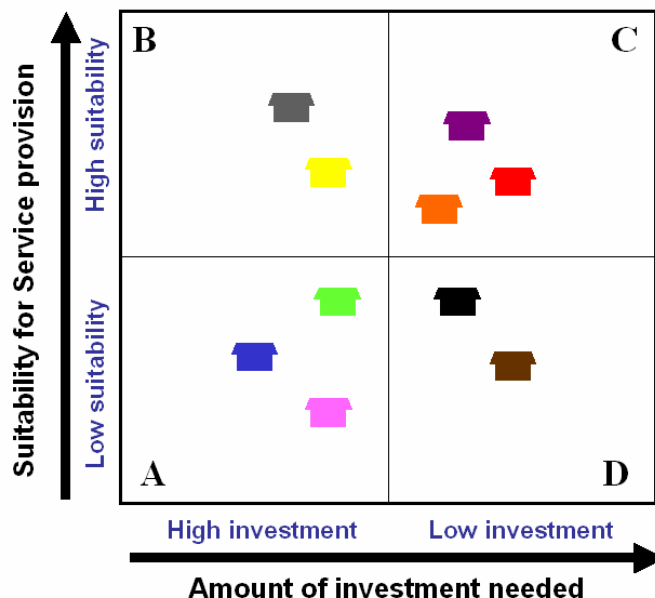 B
C
Suitability for Service provision
High suitability
Low suitability
A
D
High investment
Low investment
Amount of investment needed